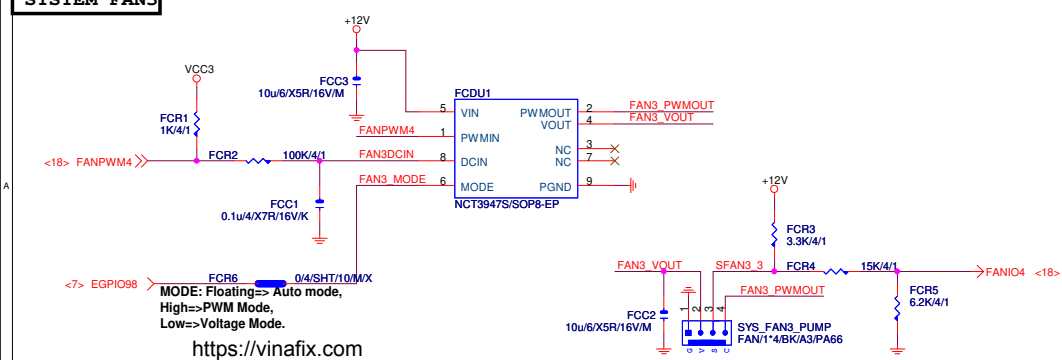 SYSTEM FAN3
+12V
VCC3
FCC3
10u/6/X5R/16V/M
FCDU1
FCR1
1K/4/1
5 VIN
PWMOUT 2 FAN3_PWMOUT
VOUT 4 FAN3_VOUT
FANPWM4 1 PWMIN
NC 3
<18> FANPWM4
FCR2 100K/4/1
FAN3DCIN 8 DCIN
NC 7
A
FAN3_MODE 6 MODE
PGND 9
NCT3947S/SOP8-EP
FCC1
0.1u/4/X7R/16V/K
+12V
FCR3
3.3K/4/1
FAN3_VOUT
SFAN3_3
FCR4 15K/4/1
FANIO4 <18>
<7> EGPIO98
FCR6 0/4/SHT/10/M/X
FAN3_PWMOUT
FCR5
6.2K/4/1
MODE: Floating=> Auto mode,
High=>PWM Mode,
Low=>Voltage Mode.
FCC2
10u/6/X5R/16V/M
1 2 3 4
G V S C
SYS_FAN3_PUMP
FAN/1*4/BK/A3/PA66
https://vinafix.com